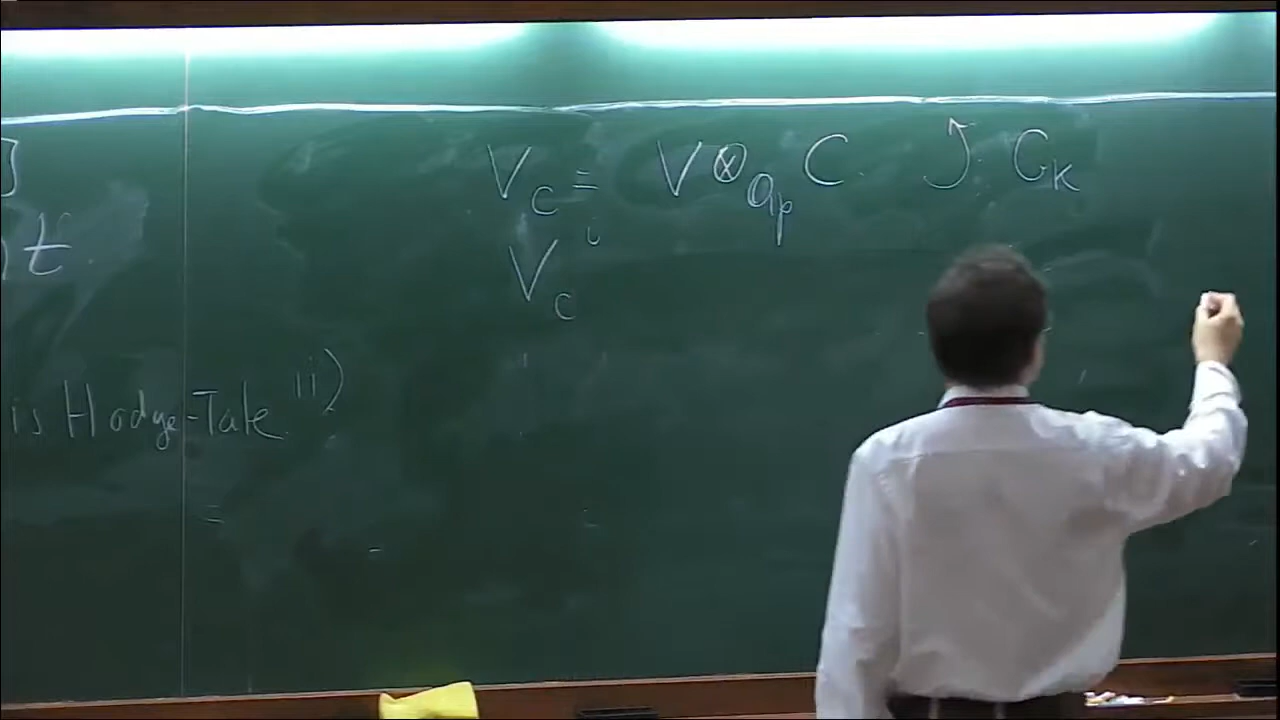 ]
t.
is Hodge-Tate ii)
=
V_C = V ⊗_{Q_p} C. ⤴ G_K
V_C^i